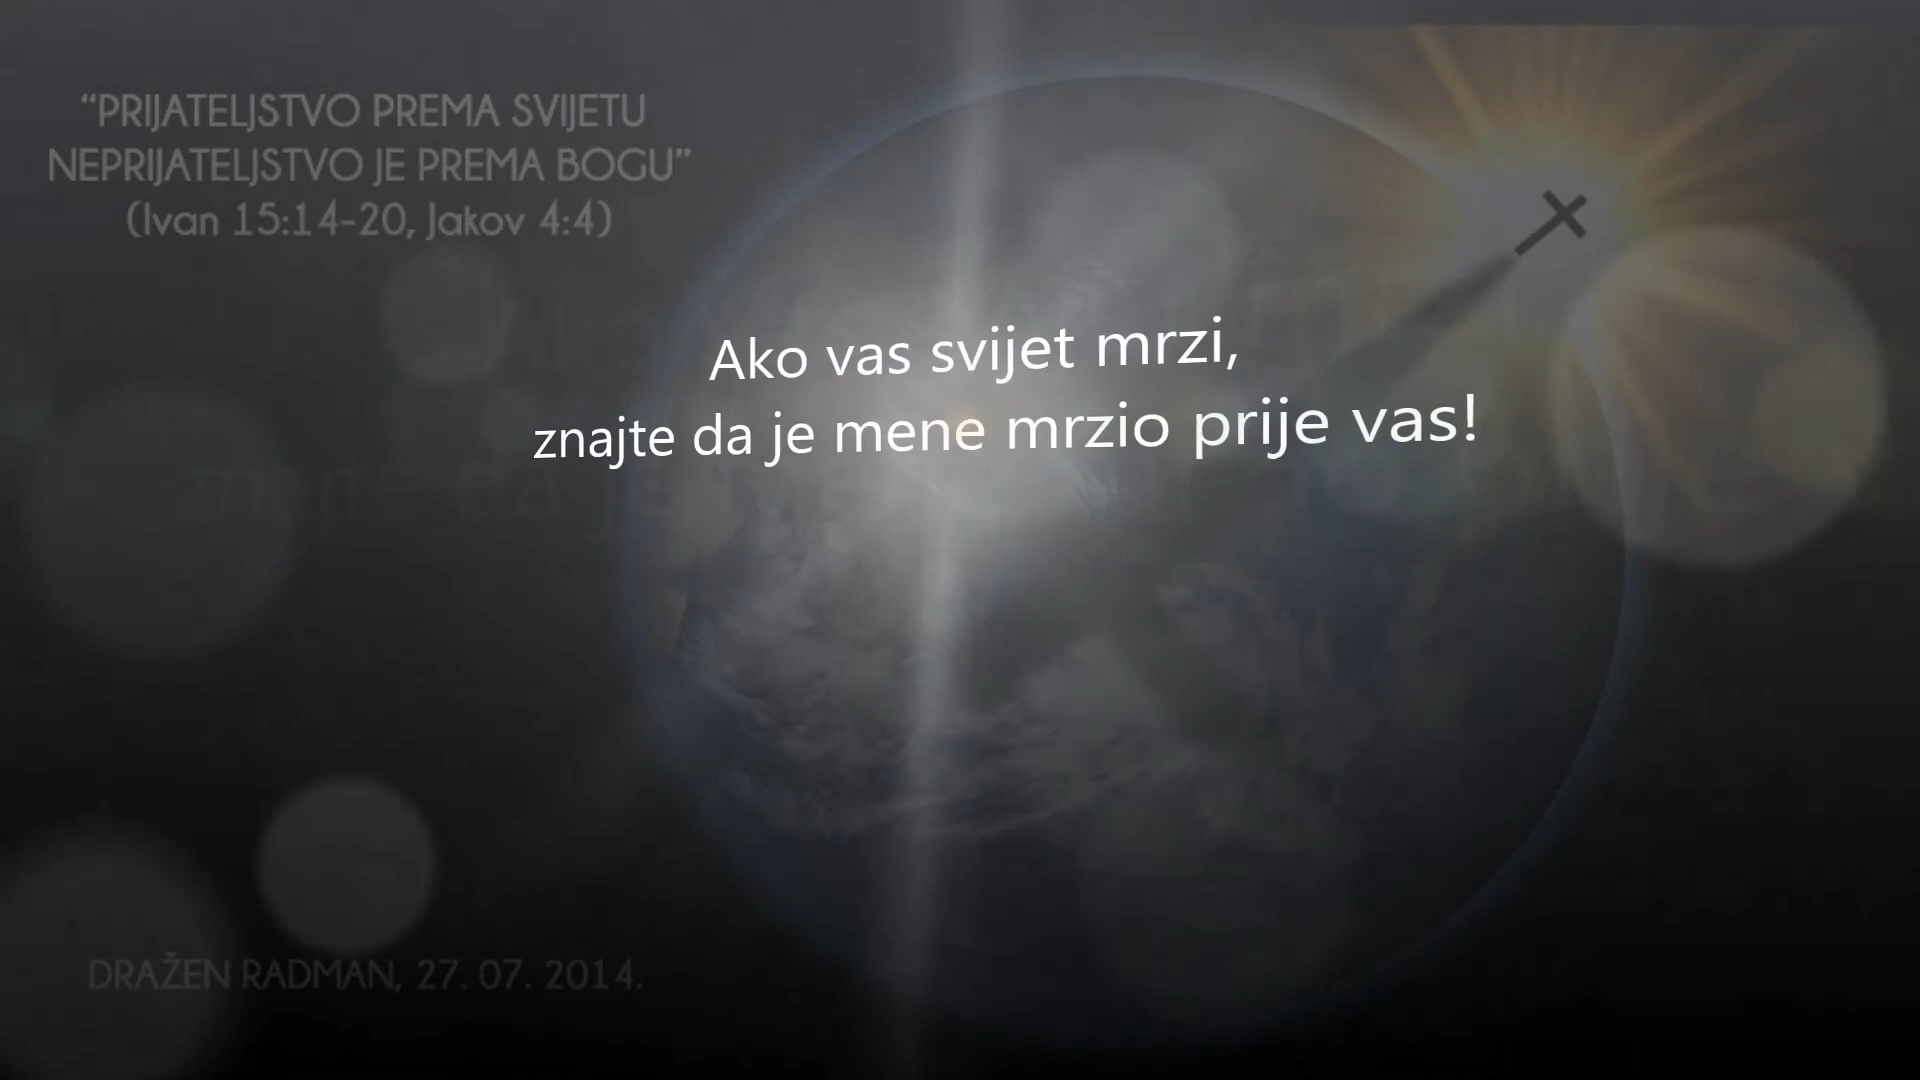 “PRIJATELJSTVO PREMA SVIJETU
NEPRIJATELJSTVO JE PREMA BOGU”
(Ivan 15:14-20, Jakov 4:4)
Ako vas svijet mrzi,
znajte da je mene mrzio prije vas!
DRAŽEN RADMAN, 27. 07. 2014.